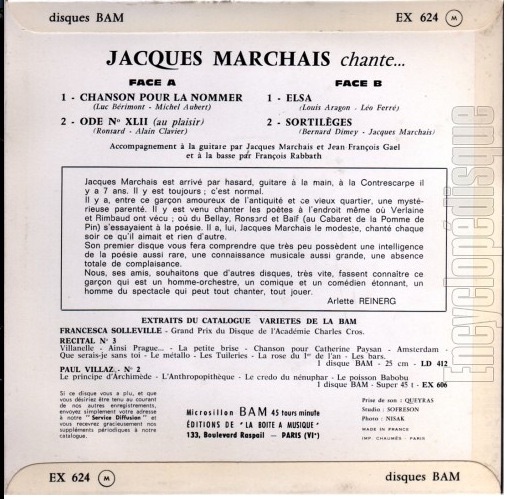 disques BAM EX 624 M
JACQUES MARCHAIS chante...
FACE A
1 - CHANSON POUR LA NOMMER
(Luc Bérimont - Michel Aubert)
2 - ODE No XLII (au plaisir)
(Ronsard - Alain Clavier)
FACE B
1 - ELSA
(Louis Aragon - Léo Ferré)
2 - SORTILÈGES
(Bernard Dimey - Jacques Marchais)
Accompagnement à la guitare par Jacques Marchais et Jean François Gael
et à la basse par François Rabbath
Jacques Marchais est arrivé par hasard, guitare à la main, à la Contrescarpe il
y a 7 ans. Il y est toujours ; c'est normal.
Il y a, entre ce garçon amoureux de l'antiquité et ce vieux quartier, une mysté-
rieuse parenté. Il y est venu chanter les poètes à l'endroit même où Verlaine
et Rimbaud ont vécu ; où du Bellay, Ronsard et Baïf (au Cabaret de la Pomme de
Pin) s'essayaient à la poésie. Il a, lui, Jacques Marchais le modeste, chanté chaque
soir ce qu'il aimait et rien d'autre.
Son premier disque vous fera comprendre que très peu possèdent une intelligence
de la poésie aussi rare, une connaissance musicale aussi grande, une absence
totale de complaisance.
Nous, ses amis, souhaitons que d'autres disques, très vite, fassent connaître ce
garçon qui est un homme-orchestre, un comique et un comédien étonnant, un
homme du spectacle qui peut tout chanter, tout jouer.
Arlette REINERG
EXTRAITS DU CATALOGUE VARIETES DE LA BAM
FRANCESCA SOLLEVILLE - Grand Prix du Disque de l'Académie Charles Cros.
RECITAL No 3
Villanelle - Ainsi Prague... - La petite brise - Chanson pour Catherine Paysan - Amsterdam -
Que serais-je sans toi - Le métallo - Les Tuileries - La rose du 1er de l'an - Les bars.
1 disque BAM - 25 cm - LD 412
PAUL VILLAZ - No 2
Le principe d'Archimède - L'Anthropopithèque - Le credo du nénuphar - Le poisson Babobu
1 disque BAM - Super 45 t - EX 606
Si ce disque vous a plu, et que
vous désiriez être tenu au courant
de nos autres enregistrements,
envoyez simplement votre adresse
à notre "Service Diffusion" et
vous recevrez gracieusement nos
suppléments périodiques à notre
catalogue.
Microsillon BAM 45 tours minute
ÉDITIONS DE "LA BOITE A MUSIQUE"
133, Boulevard Raspail - PARIS (VIe)
Prise de son : QUEYRAS
Studio : SOFRESON
Photo : NISAK
MADE IN FRANCE
IMP. CHAUMÈS - PARIS
EX 624 M disques BAM
Encyclopédisque